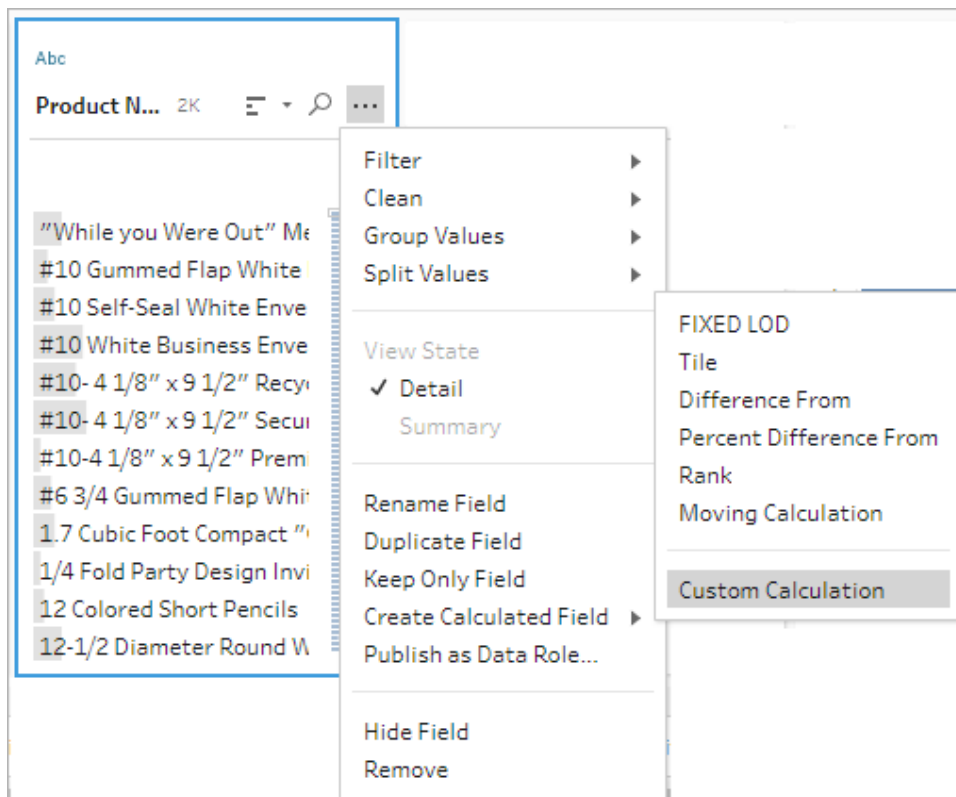 Abc
Product N... 2K
"While you Were Out" Me
#10 Gummed Flap White
#10 Self-Seal White Enve
#10 White Business Enve
#10- 4 1/8" x 9 1/2" Recy
#10- 4 1/8" x 9 1/2" Secur
#10-4 1/8" x 9 1/2" Premi
#6 3/4 Gummed Flap Whit
1.7 Cubic Foot Compact "
1/4 Fold Party Design Invi
12 Colored Short Pencils
12-1/2 Diameter Round W
Filter
Clean
Group Values
Split Values
View State
✓ Detail
Summary
Rename Field
Duplicate Field
Keep Only Field
Create Calculated Field
Publish as Data Role...
Hide Field
Remove
FIXED LOD
Tile
Difference From
Percent Difference From
Rank
Moving Calculation
Custom Calculation